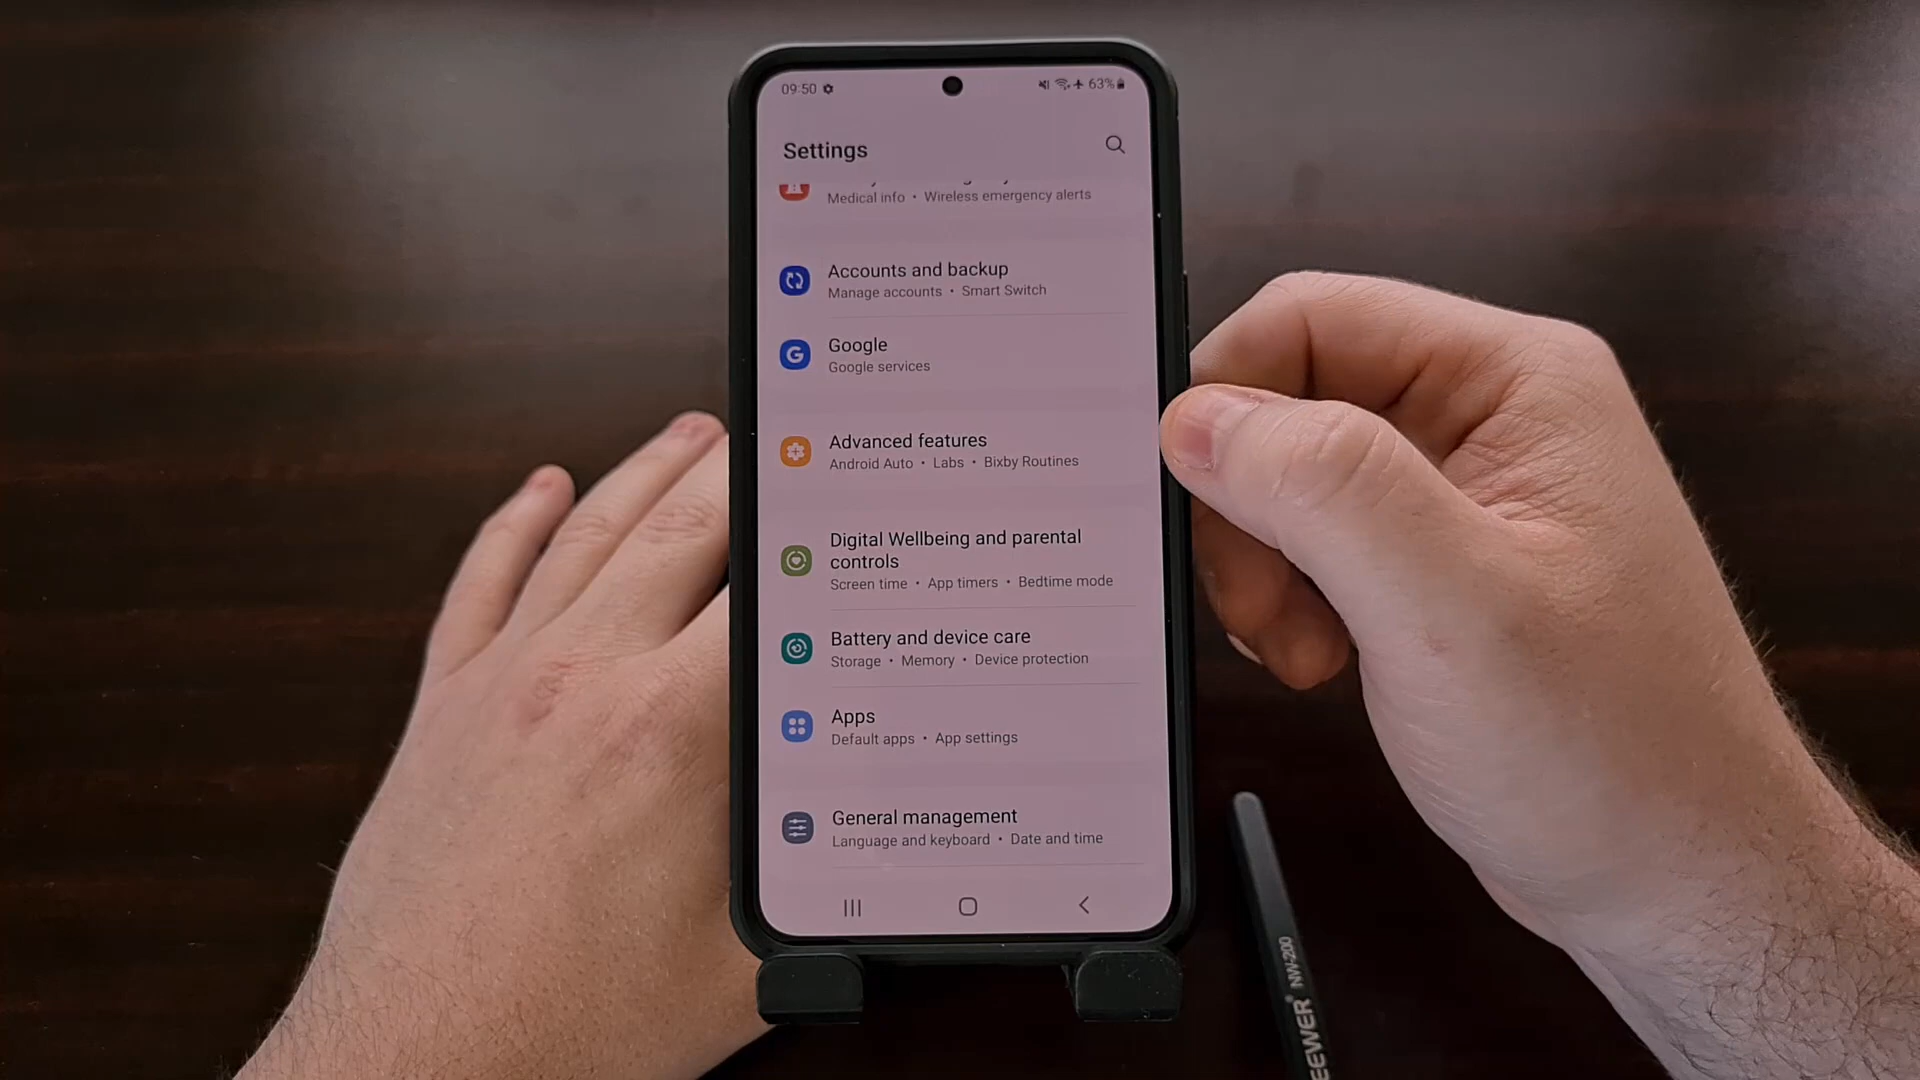 09:50
63%
Settings
Medical info • Wireless emergency alerts
Accounts and backup
Manage accounts • Smart Switch
Google
Google services
Advanced features
Android Auto • Labs • Bixby Routines
Digital Wellbeing and parental
controls
Screen time • App timers • Bedtime mode
Battery and device care
Storage • Memory • Device protection
Apps
Default apps • App settings
General management
Language and keyboard • Date and time
EEWER® NW-200